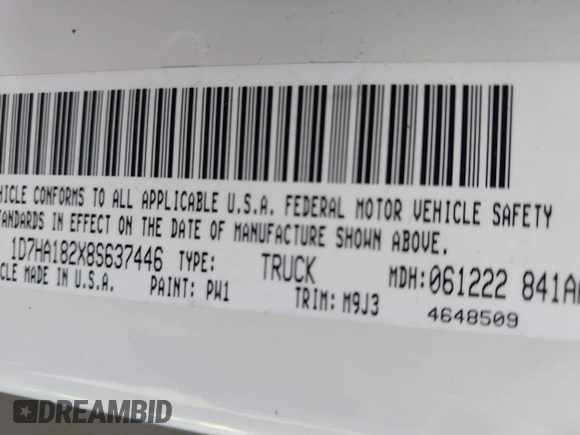 HICLE CONFORMS TO ALL APPLICABLE U.S.A. FEDERAL MOTOR VEHICLE SAFETY
STANDARDS IN EFFECT ON THE DATE OF MANUFACTURE SHOWN ABOVE.
1D7HA182X8S637446 TYPE: TRUCK MDH:061222 841A
CLE MADE IN U.S.A. PAINT: PW1 TRIM: M9J3 4648509
DREAMBID